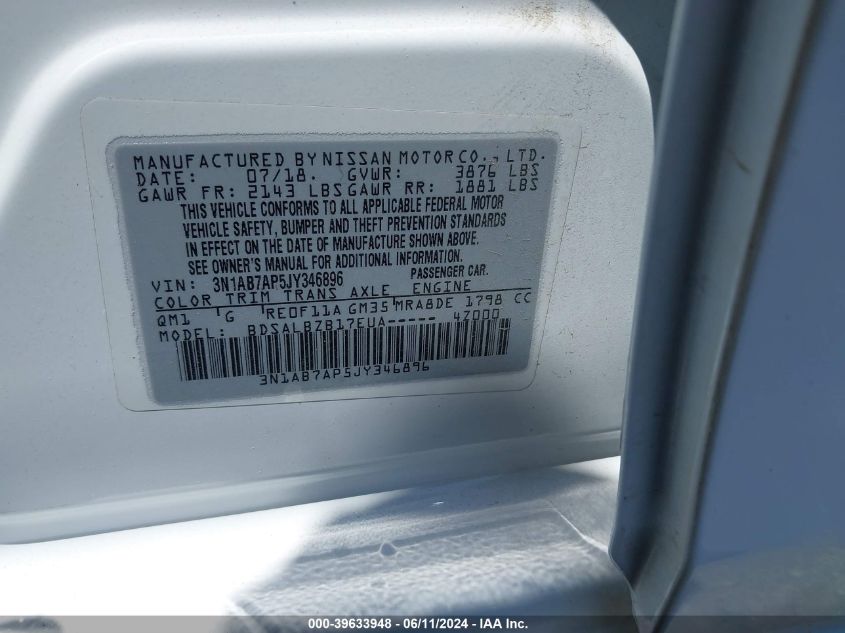 MANUFACTURED BY NISSAN MOTOR CO., LTD.
DATE: 07/18. GVWR: 3876 LBS
GAWR FR: 2143 LBS GAWR RR: 1881 LBS
THIS VEHICLE CONFORMS TO ALL APPLICABLE FEDERAL MOTOR
VEHICLE SAFETY, BUMPER AND THEFT PREVENTION STANDARDS
IN EFFECT ON THE DATE OF MANUFACTURE SHOWN ABOVE.
SEE OWNER'S MANUAL FOR ADDITIONAL INFORMATION.
VIN: 3N1AB7AP5JY346896 PASSENGER CAR.
COLOR TRIM TRANS AXLE ENGINE
QM1 G RE0F11A GM35 MRA8DE 1798 CC
MODEL: BDSALBZB17EUA----- 4Z000
3N1AB7AP5JY346896
000-39633948 - 06/11/2024 - IAA Inc.